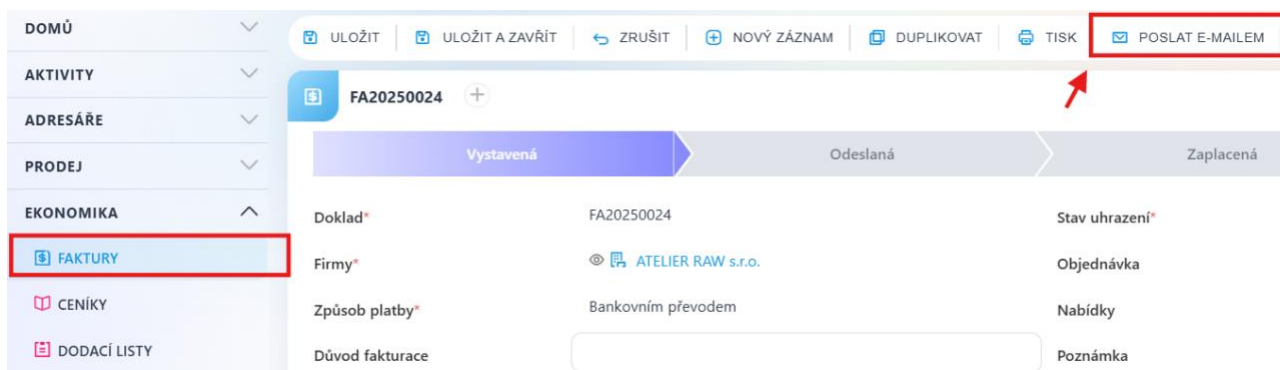 DOMŮ
AKTIVITY
ADRESÁŘE
PRODEJ
EKONOMIKA
FAKTURY
CENÍKY
DODACÍ LISTY
ULOŽIT ULOŽIT A ZAVŘÍT ZRUŠIT NOVÝ ZÁZNAM DUPLIKOVAT TISK POSLAT E-MAILEM
FA20250024
Vystavená Odeslaná Zaplacená
Doklad* FA20250024 Stav uhrazení*
Firmy* ATELIER RAW s.r.o. Objednávka
Způsob platby* Bankovním převodem Nabídky
Důvod fakturace Poznámka